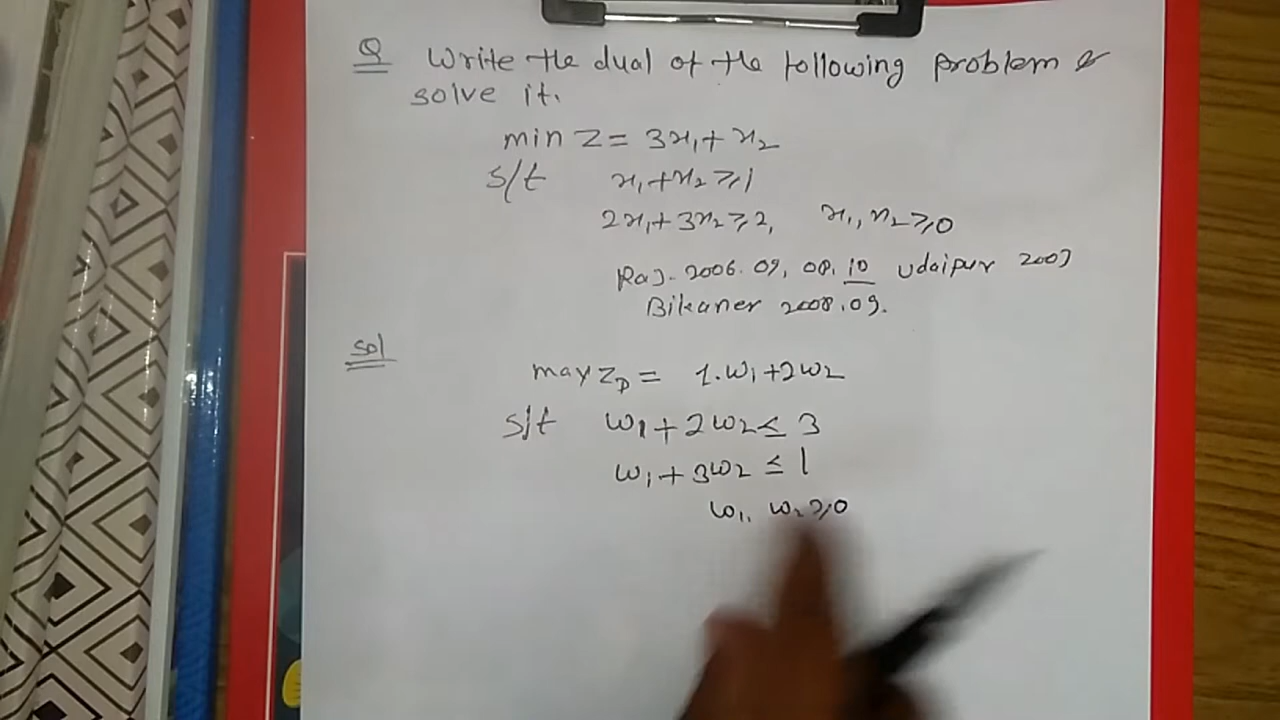 Q Write the dual of the following problem &
solve it.
min Z = 3x₁ + x₂
s/t x₁ + x₂ ≥ 1
2x₁ + 3x₂ ≥ 2, x₁, x₂ ≥ 0
Raj. 2006. 09, 08. 10 Udaipur 2007
Bikaner 2008.09.
Sol
max Z_D = 1.w₁ + 2w₂
s/t w₁ + 2w₂ ≤ 3
w₁ + 3w₂ ≤ 1
w₁, w₂ ≥ 0